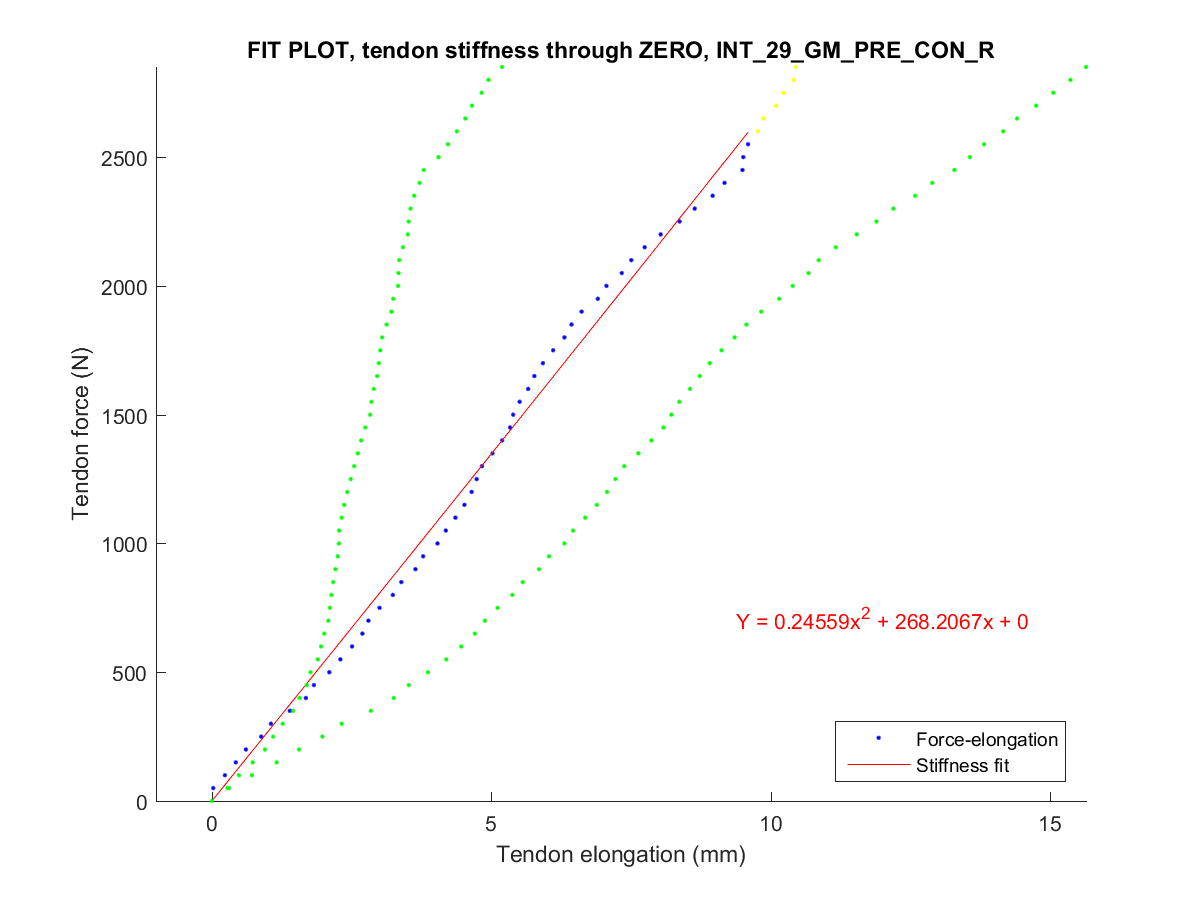 FIT PLOT, tendon stiffness through ZERO, INT_29_GM_PRE_CON_R
2500
2000
1500
1000
500
0
Tendon force (N)
Y = 0.24559x² + 268.2067x + 0
Force-elongation
Stiffness fit
0 5 10 15
Tendon elongation (mm)